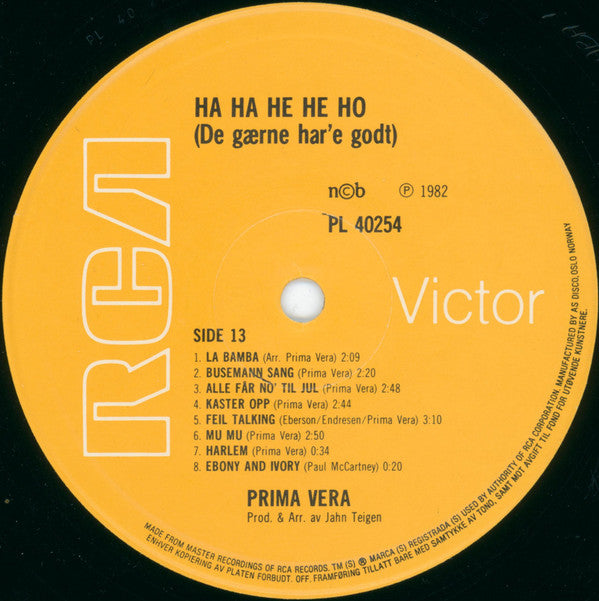 HA HA HE HE HO
(De gærne har'e godt)
n©b ℗ 1982
PL 40254
RCA
Victor
SIDE 13
1. LA BAMBA (Arr. Prima Vera) 2:09
2. BUSEMANN SANG (Prima Vera) 2:20
3. ALLE FÅR NO' TIL JUL (Prima Vera) 2:48
4. KASTER OPP (Prima Vera) 2:44
5. FEIL TALKING (Eberson/Endresen/Prima Vera) 3:10
6. MU MU (Prima Vera) 2:50
7. HARLEM (Prima Vera) 0:34
8. EBONY AND IVORY (Paul McCartney) 0:20
PRIMA VERA
Prod. & Arr. av Jahn Teigen
MADE FROM MASTER RECORDINGS OF RCA RECORDS. TM (S) ® MARCA (S) REGISTRADA (S) USED BY AUTHORITY OF RCA CORPORATION. MANUFACTURED BY AS DISCO, OSLO NORWAY
ENHVER KOPIERING AV PLATEN FORBUDT. OFF. FRAMFØRING TILLATT BARE MED SAMTYKKE AV TONO, SAMT MOT AVGIFT TIL FOND FOR UTØVENDE KUNSTNERE.
PL 40